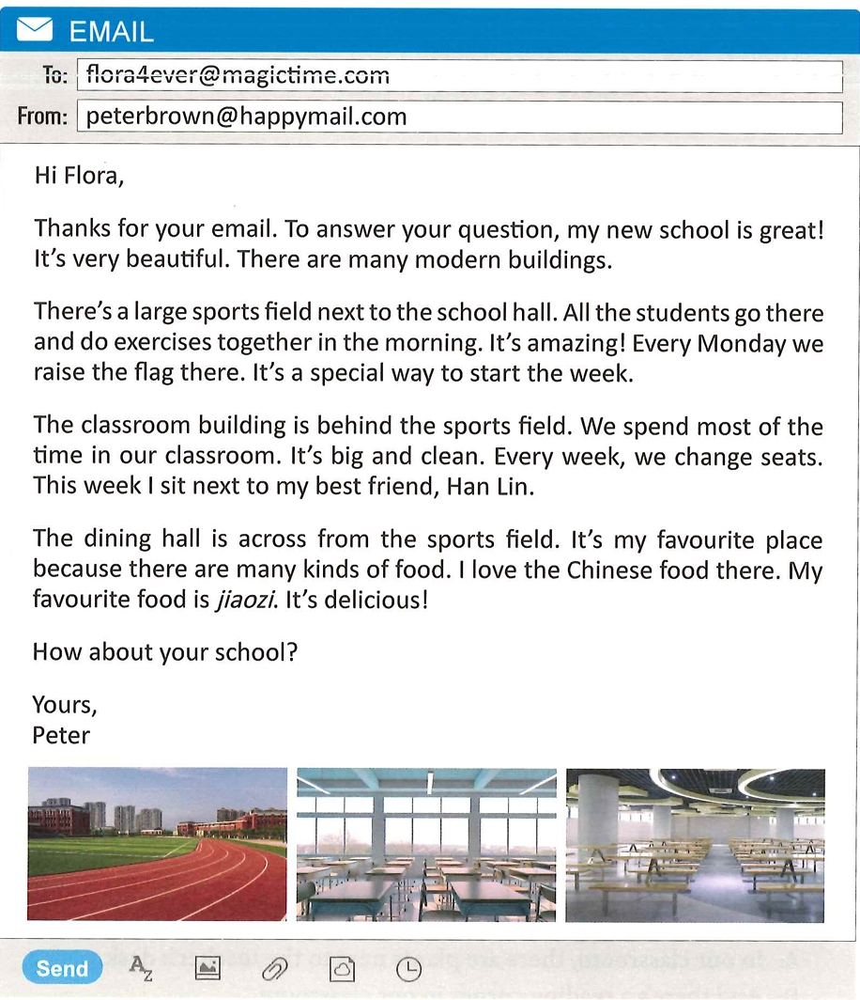 EMAIL
To: flora4ever@magictime.com
From: peterbrown@happymail.com
Hi Flora,
Thanks for your email. To answer your question, my new school is great!
It's very beautiful. There are many modern buildings.
There's a large sports field next to the school hall. All the students go there
and do exercises together in the morning. It's amazing! Every Monday we
raise the flag there. It's a special way to start the week.
The classroom building is behind the sports field. We spend most of the
time in our classroom. It's big and clean. Every week, we change seats.
This week I sit next to my best friend, Han Lin.
The dining hall is across from the sports field. It's my favourite place
because there are many kinds of food. I love the Chinese food there. My
favourite food is jiaozi. It's delicious!
How about your school?
Yours,
Peter
Send
AZ